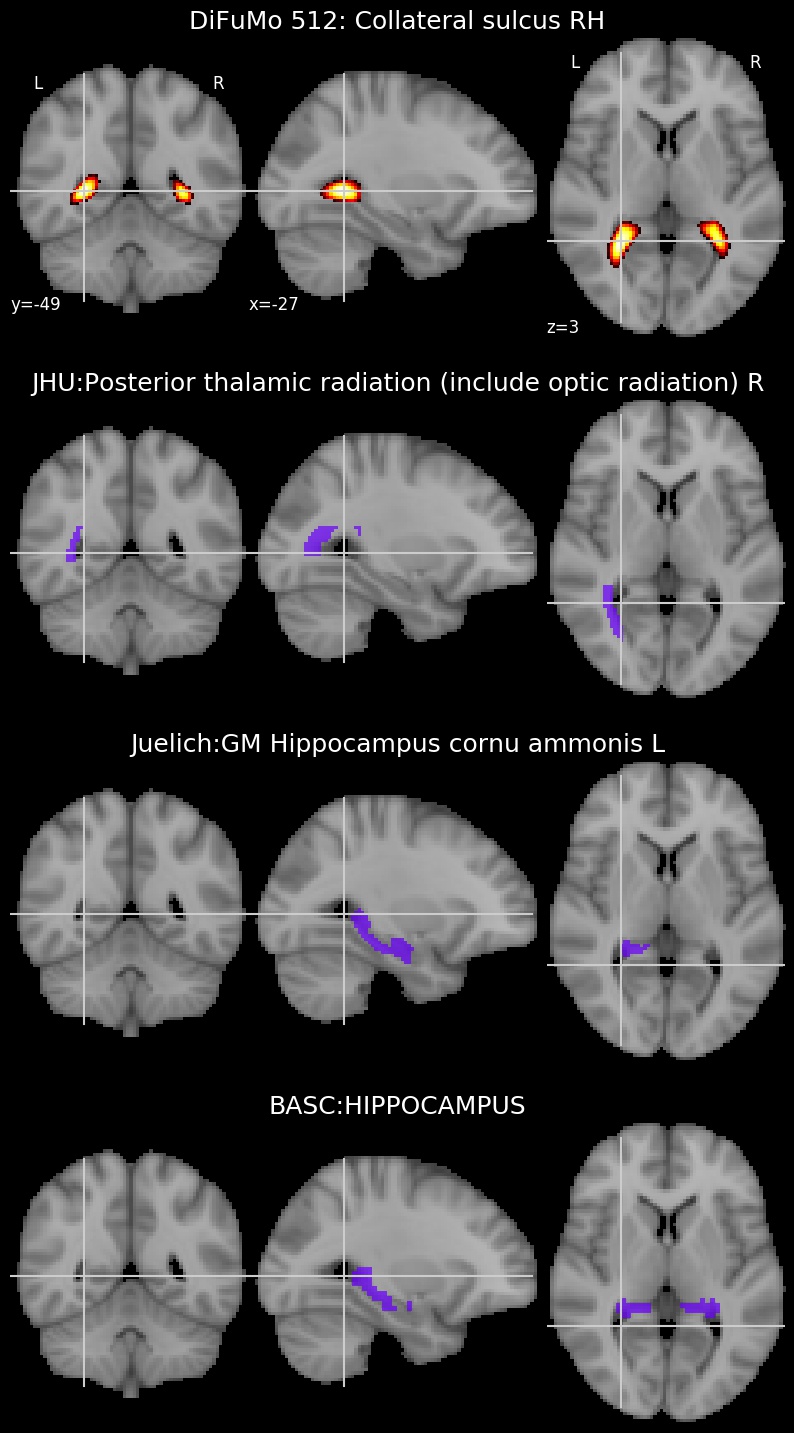 DiFuMo 512: Collateral sulcus RH
L R L R
y=-49 x=-27 z=3
JHU:Posterior thalamic radiation (include optic radiation) R
Juelich:GM Hippocampus cornu ammonis L
BASC:HIPPOCAMPUS